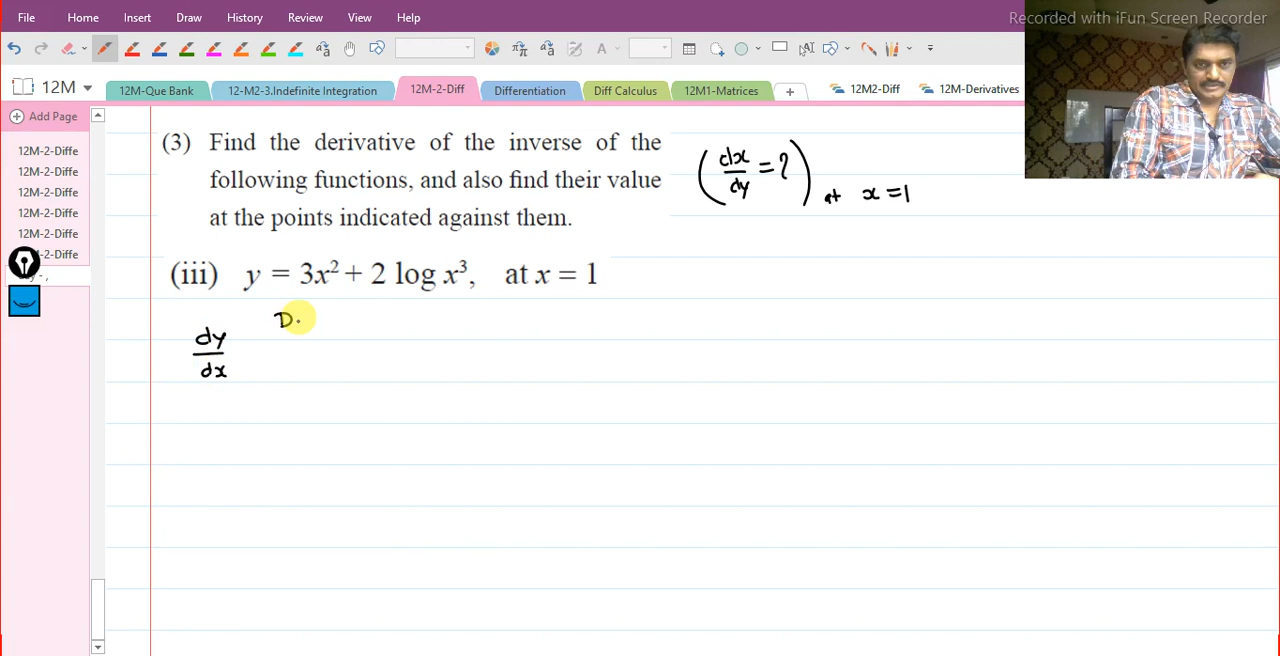 File Home Insert Draw History Review View Help
Recorded with iFun Screen Recorder
12M 12M-Que Bank 12-M2-3.Indefinite Integration 12M-2-Diff Differentiation Diff Calculus 12M1-Matrices + 12M2-Diff 12M-Derivatives
Add Page
12M-2-Diffe
12M-2-Diffe
12M-2-Diffe
12M-2-Diffe
12M-2-Diffe
-2-Diffe
(3) Find the derivative of the inverse of the
following functions, and also find their value
at the points indicated against them.
(dx/dy = ?) at x = 1
(iii) y = 3x² + 2 log x³, at x = 1
D.
dy/dx